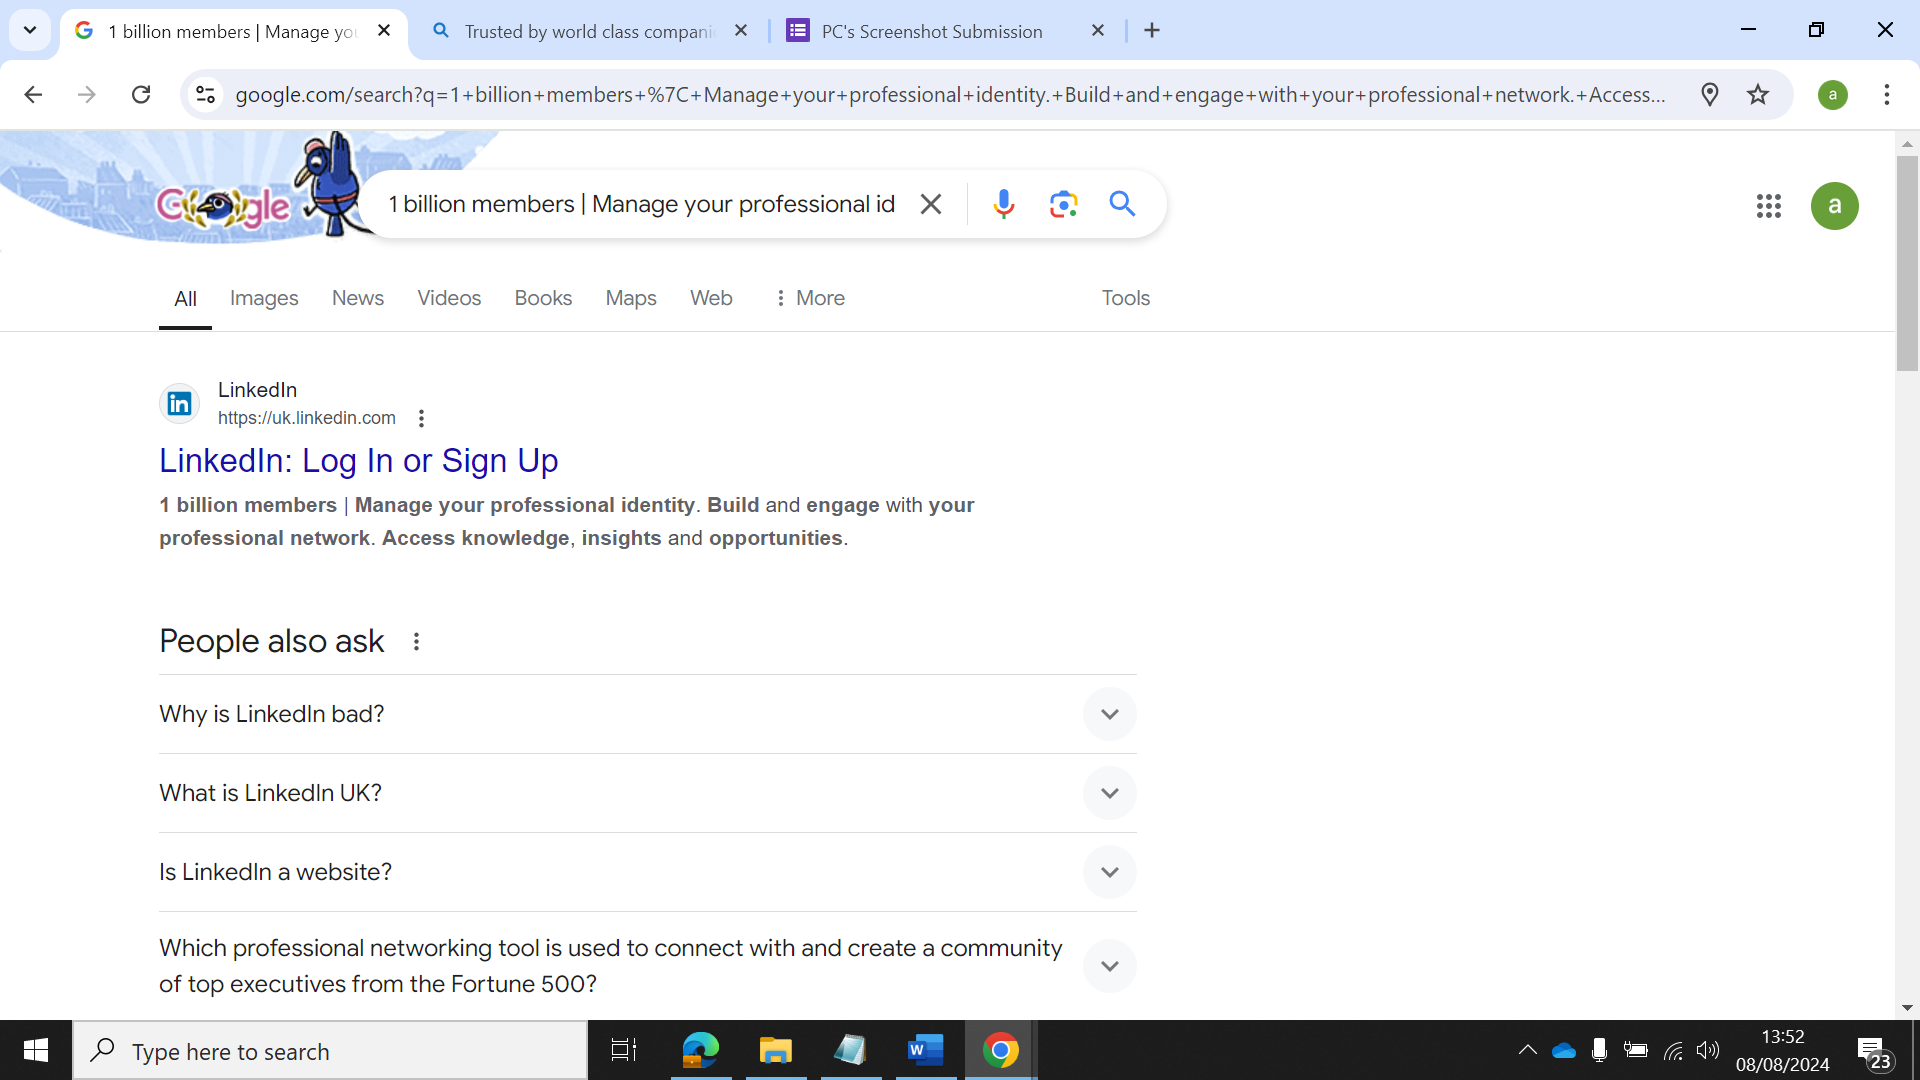 1 billion members | Manage you
Trusted by world class compani
PC's Screenshot Submission
google.com/search?q=1+billion+members+%7C+Manage+your+professional+identity.+Build+and+engage+with+your+professional+network.+Access...
a
Google
1 billion members | Manage your professional id
a
All
Images
News
Videos
Books
Maps
Web
More
Tools
LinkedIn
https://uk.linkedin.com
LinkedIn: Log In or Sign Up
1 billion members | Manage your professional identity. Build and engage with your
professional network. Access knowledge, insights and opportunities.
People also ask
Why is LinkedIn bad?
What is LinkedIn UK?
Is LinkedIn a website?
Which professional networking tool is used to connect with and create a community
of top executives from the Fortune 500?
Type here to search
13:52
08/08/2024
23